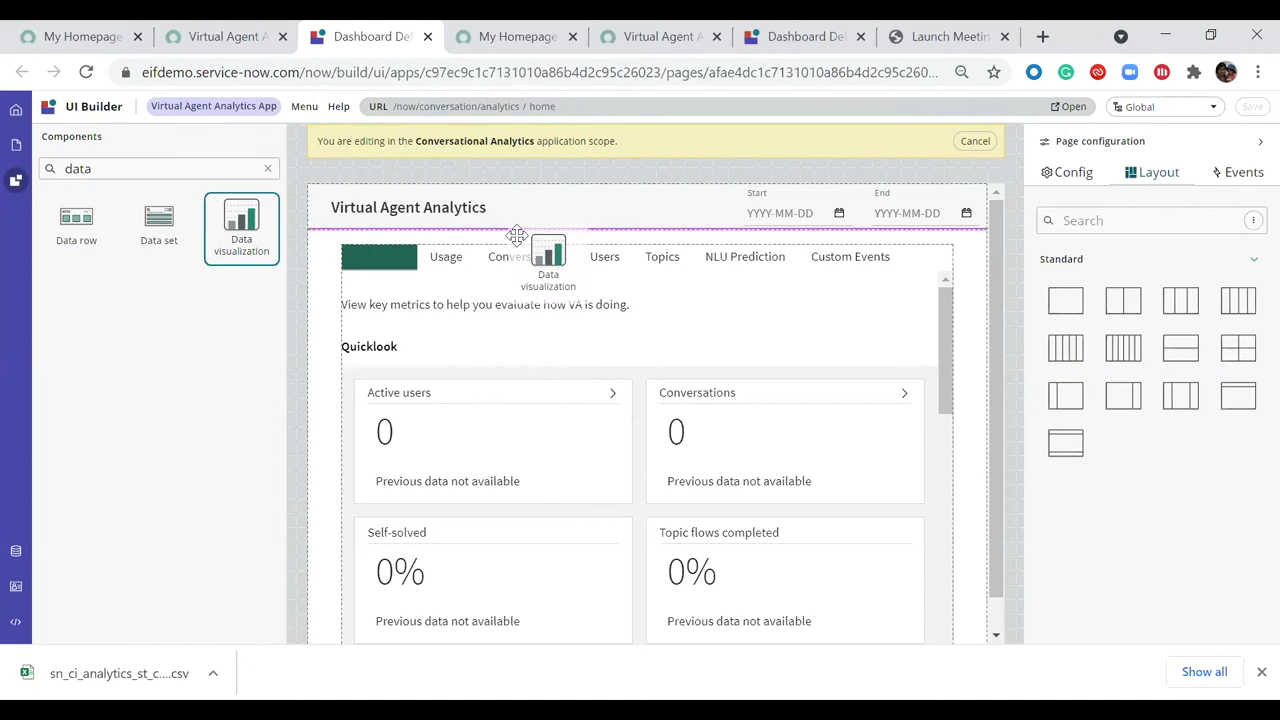 My Homepage
Virtual Agent A
Dashboard Def
My Homepage
Virtual Agent A
Dashboard Del
Launch Meetin
eifdemo.service-now.com/now/build/ui/apps/c97ec9c1c7131010a86b4d2c95c26023/pages/afae4dc1c7131010a86b4d2c95c260...
UI Builder
Virtual Agent Analytics App
Menu
Help
URL /now/conversation/analytics / home
Open
Global
Save
Components
data
Data row
Data set
Data visualization
You are editing in the Conversational Analytics application scope.
Cancel
Virtual Agent Analytics
Start
YYYY-MM-DD
End
YYYY-MM-DD
Usage
Convers
Users
Topics
NLU Prediction
Custom Events
Data visualization
View key metrics to help you evaluate how VA is doing.
Quicklook
Active users
0
Previous data not available
Conversations
0
Previous data not available
Self-solved
0%
Previous data not available
Topic flows completed
0%
Previous data not available
Page configuration
Config
Layout
Events
Search
Standard
sn_ci_analytics_st_c....csv
Show all